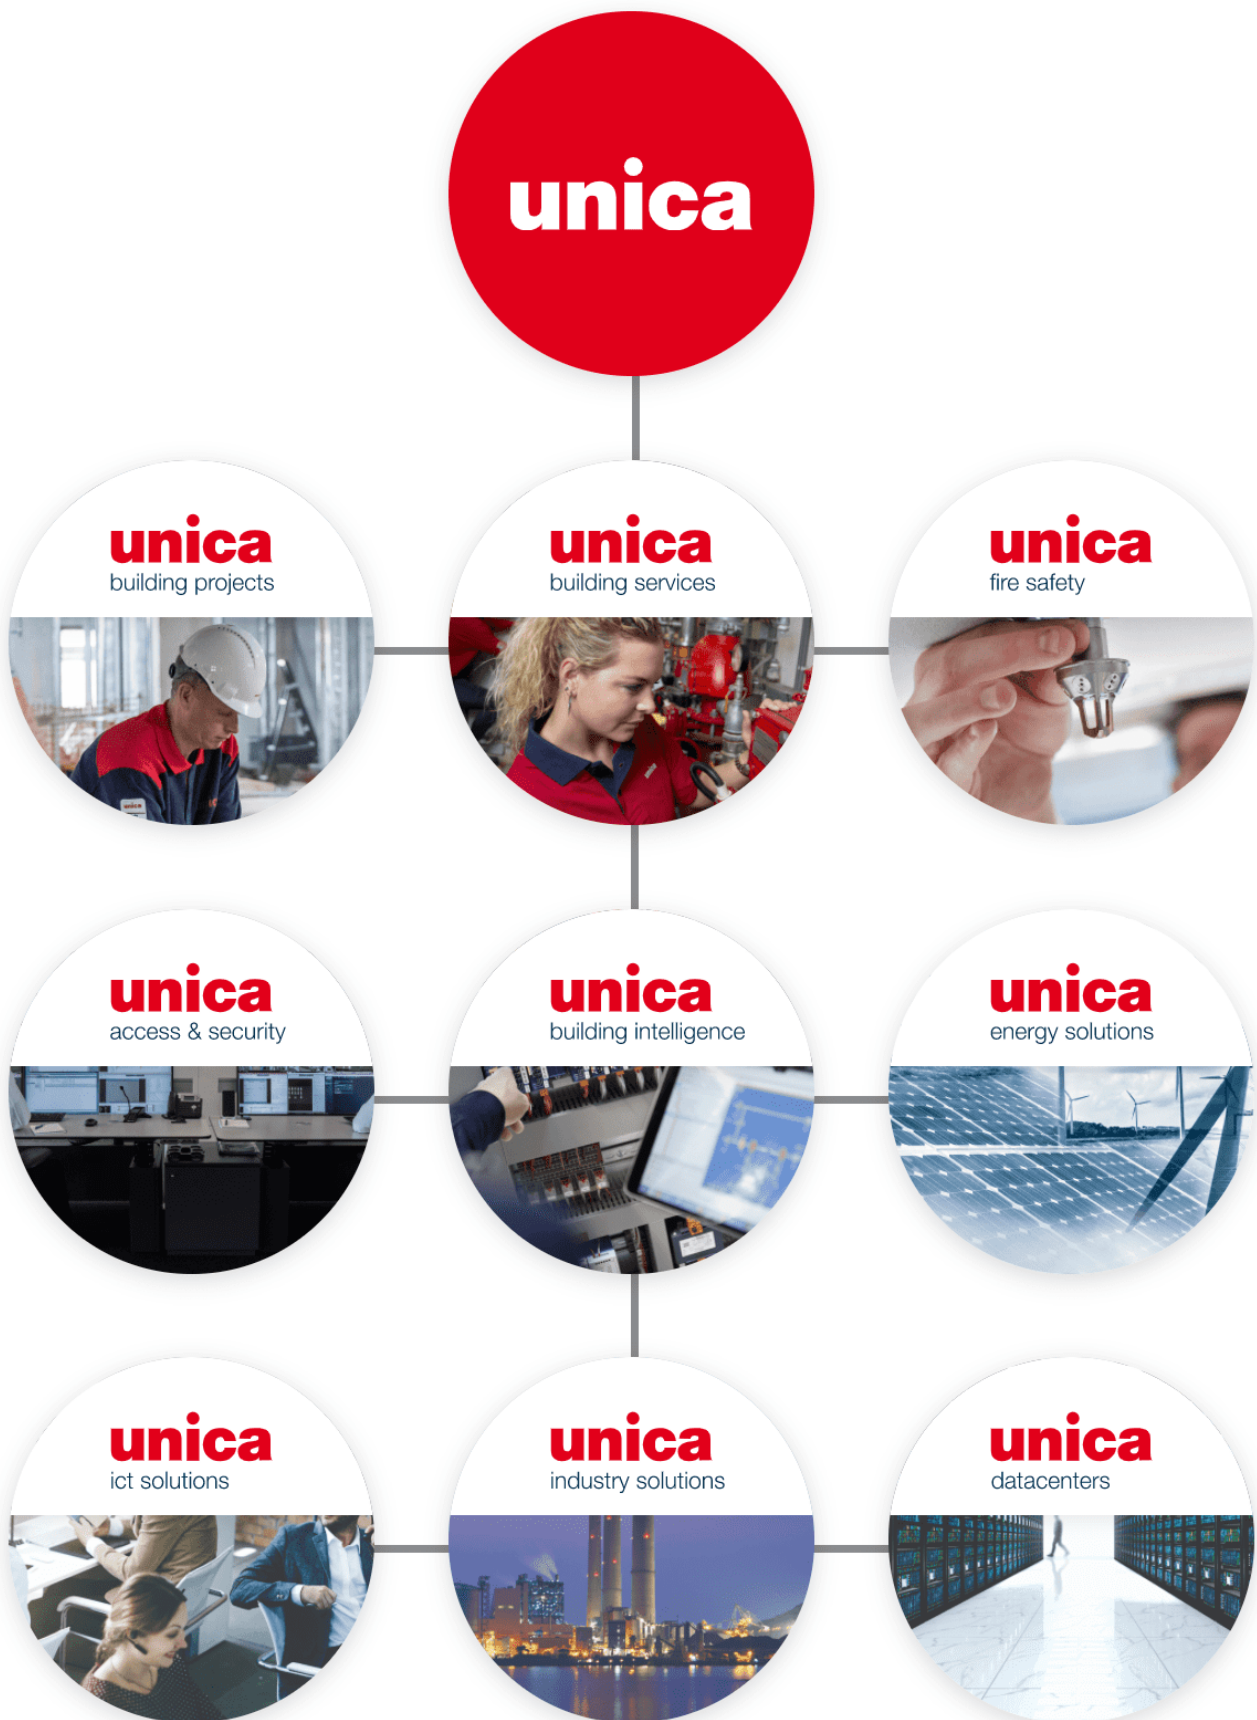 unica
unica
building projects
unica
building services
unica
fire safety
unica
access & security
unica
building intelligence
unica
energy solutions
unica
ict solutions
unica
industry solutions
unica
datacenters